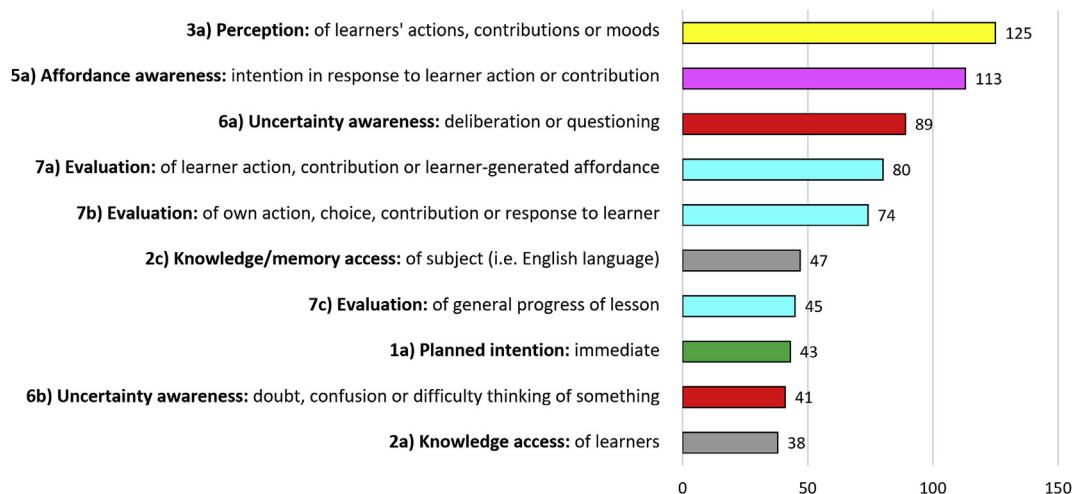 3a) Perception: of learners' actions, contributions or moods 125
5a) Affordance awareness: intention in response to learner action or contribution 113
6a) Uncertainty awareness: deliberation or questioning 89
7a) Evaluation: of learner action, contribution or learner-generated affordance 80
7b) Evaluation: of own action, choice, contribution or response to learner 74
2c) Knowledge/memory access: of subject (i.e. English language) 47
7c) Evaluation: of general progress of lesson 45
1a) Planned intention: immediate 43
6b) Uncertainty awareness: doubt, confusion or difficulty thinking of something 41
2a) Knowledge access: of learners 38
0 50 100 150